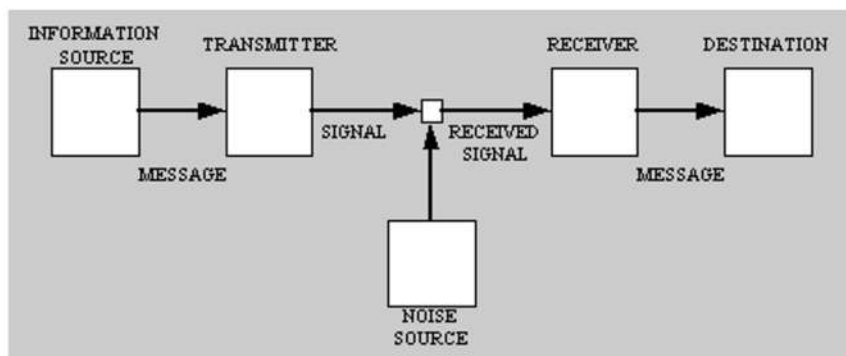 INFORMATION
SOURCE
TRANSMITTER
RECEIVER
DESTINATION
SIGNAL
RECEIVED
SIGNAL
MESSAGE
MESSAGE
NOISE
SOURCE